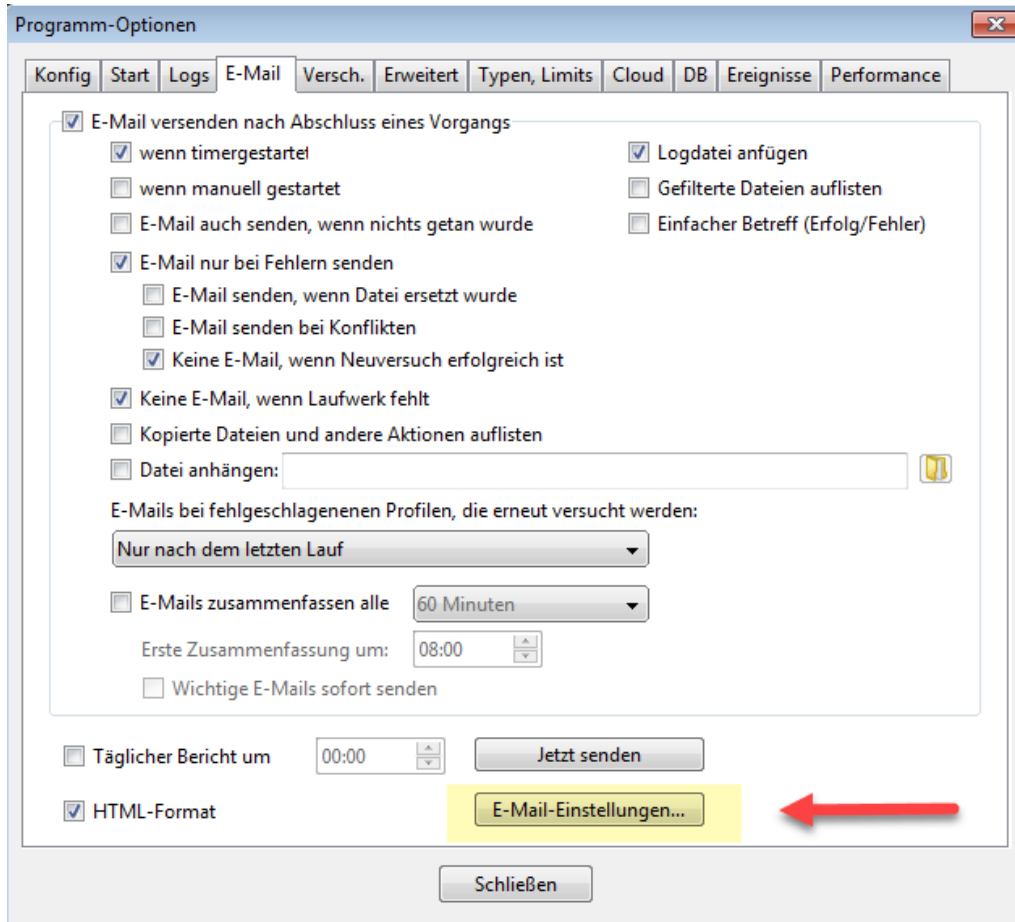 Programm-Optionen
Konfig Start Logs E-Mail Versch. Erweitert Typen, Limits Cloud DB Ereignisse Performance
E-Mail versenden nach Abschluss eines Vorgangs
wenn timergestartet Logdatei anfügen
wenn manuell gestartet Gefilterte Dateien auflisten
E-Mail auch senden, wenn nichts getan wurde Einfacher Betreff (Erfolg/Fehler)
E-Mail nur bei Fehlern senden
E-Mail senden, wenn Datei ersetzt wurde
E-Mail senden bei Konflikten
Keine E-Mail, wenn Neuversuch erfolgreich ist
Keine E-Mail, wenn Laufwerk fehlt
Kopierte Dateien und andere Aktionen auflisten
Datei anhängen:
E-Mails bei fehlgeschlagenenen Profilen, die erneut versucht werden:
Nur nach dem letzten Lauf
E-Mails zusammenfassen alle 60 Minuten
Erste Zusammenfassung um: 08:00
Wichtige E-Mails sofort senden
Täglicher Bericht um 00:00 Jetzt senden
HTML-Format E-Mail-Einstellungen...
Schließen